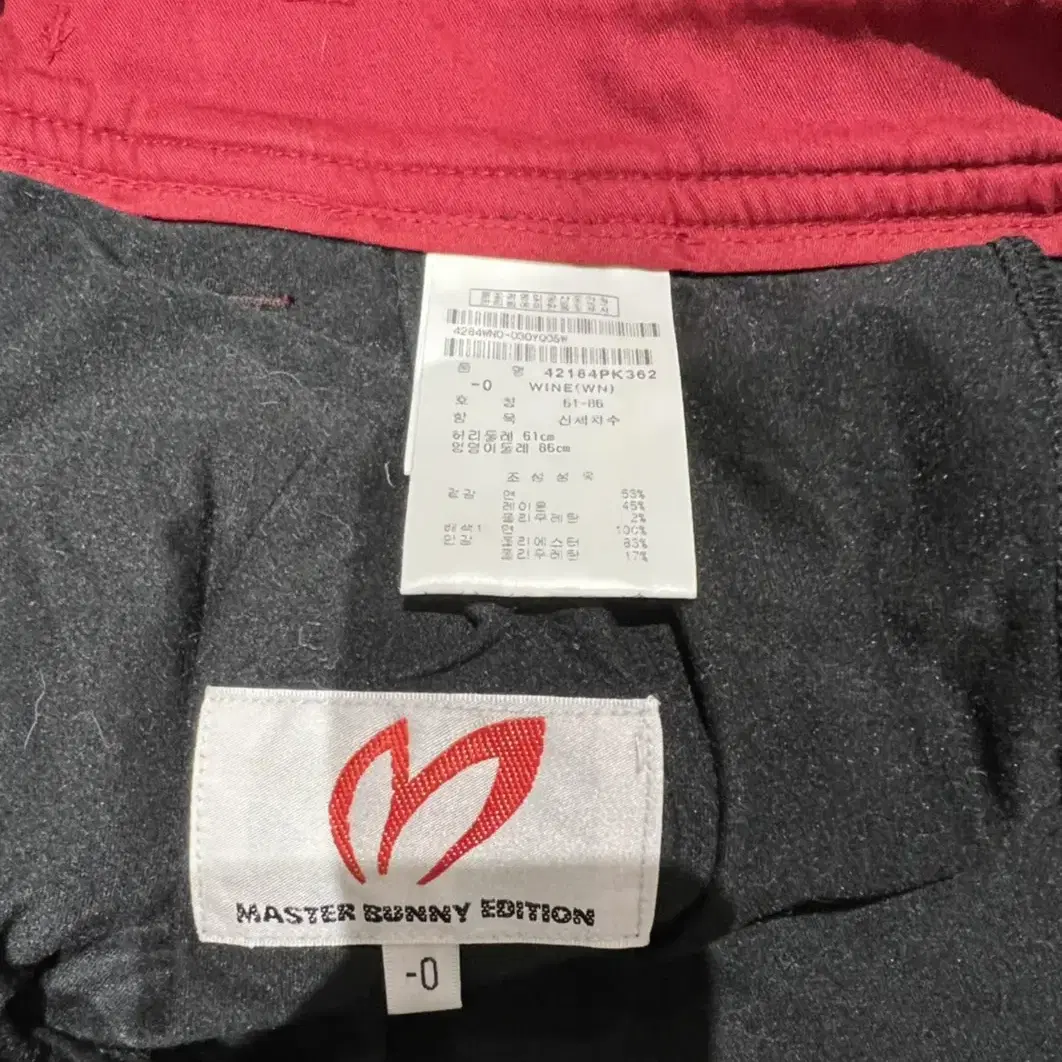 4284WN0-030Y005W
품 명 42184PK362
-0 WINE(WN)
호 칭 61-86
항 목 신체치수
허리둘레 61cm
엉덩이둘레 86cm
조성섬유
겉감 면 53%
레이온 45%
폴리우레탄 2%
배색1 면 100%
안감 폴리에스터 83%
폴리우레탄 17%
MASTER BUNNY EDITION
-0